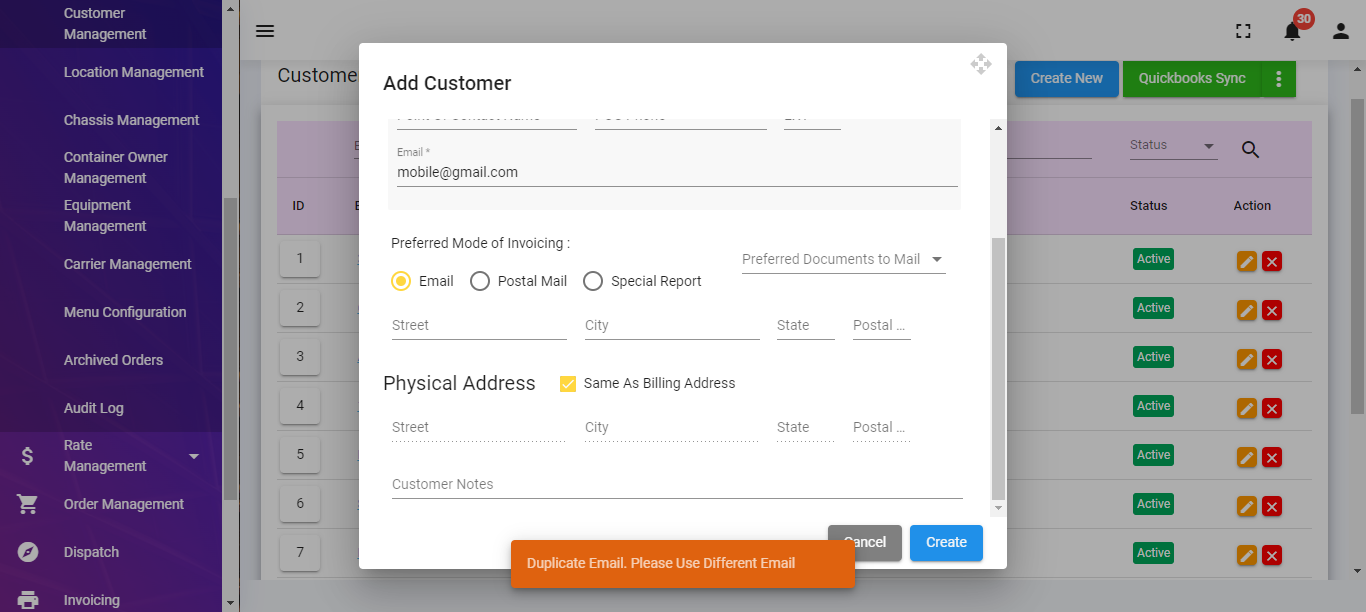 Customer
Management
Location Management
Chassis Management
Container Owner
Management
Equipment
Management
Carrier Management
Menu Configuration
Archived Orders
Audit Log
$ Rate
Management
Order Management
Dispatch
Invoicing
30
Custome
Create New
Quickbooks Sync
Status
ID
Status
Action
1
Active
2
Active
3
Active
4
Active
5
Active
6
Active
7
Active
Add Customer
Email *
mobile@gmail.com
Preferred Mode of Invoicing :
Preferred Documents to Mail
Email
Postal Mail
Special Report
Street
City
State
Postal ...
Physical Address
Same As Billing Address
Street
City
State
Postal ...
Customer Notes
Cancel
Create
Duplicate Email. Please Use Different Email